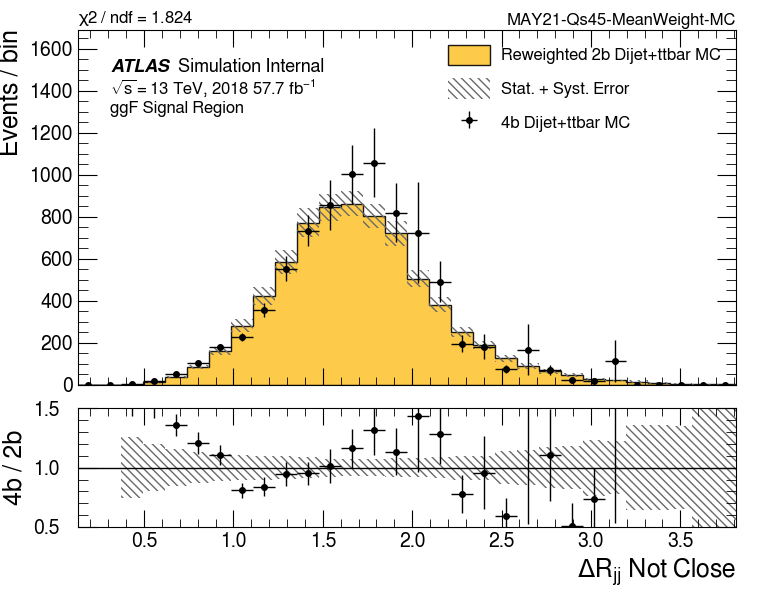 χ2 / ndf = 1.824
MAY21-Qs45-MeanWeight-MC
Events / bin
1600
1400
1200
1000
800
600
400
200
0
ATLAS Simulation Internal
√s = 13 TeV, 2018 57.7 fb⁻¹
ggF Signal Region
Reweighted 2b Dijet+ttbar MC
Stat. + Syst. Error
4b Dijet+ttbar MC
4b / 2b
1.5
1.0
0.5
0.5 1.0 1.5 2.0 2.5 3.0 3.5
ΔRjj Not Close